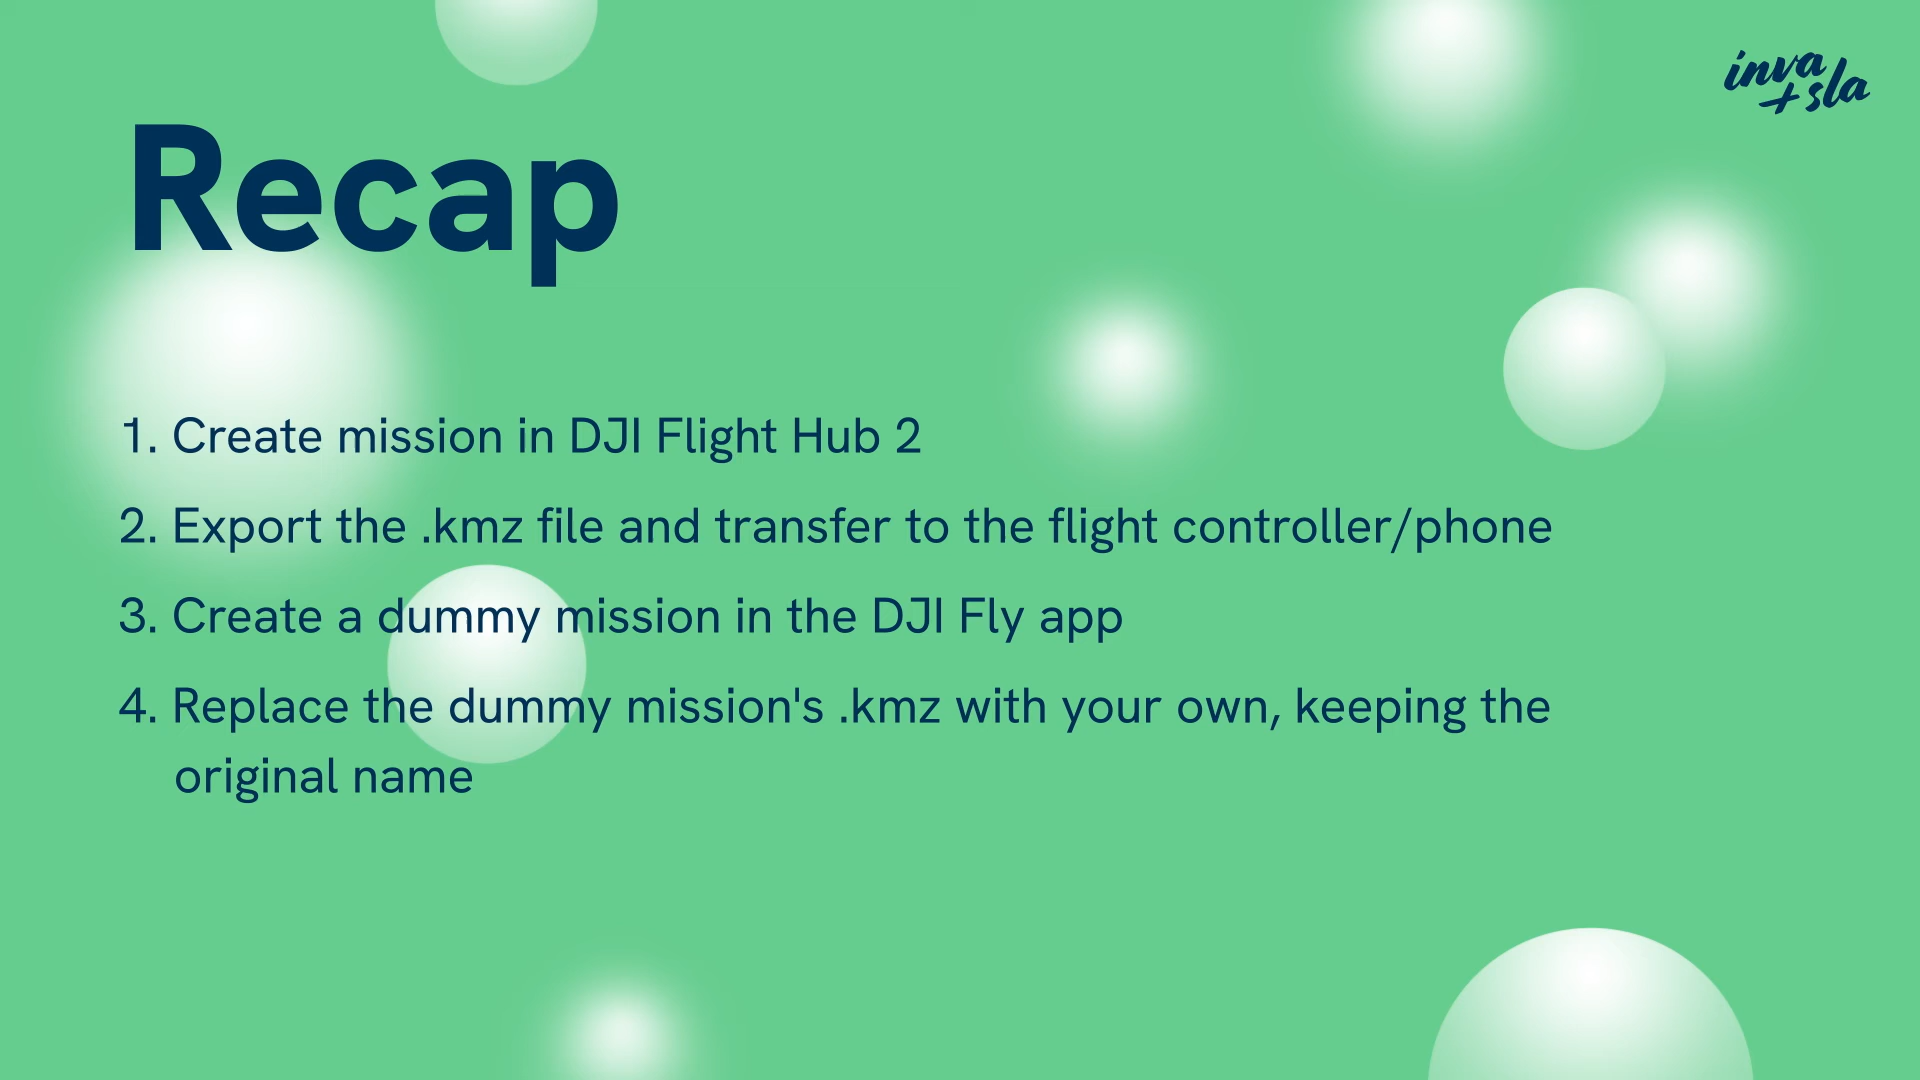 inva
+sla
Recap
1. Create mission in DJI Flight Hub 2
2. Export the .kmz file and transfer to the flight controller/phone
3. Create a dummy mission in the DJI Fly app
4. Replace the dummy mission's .kmz with your own, keeping the
original name